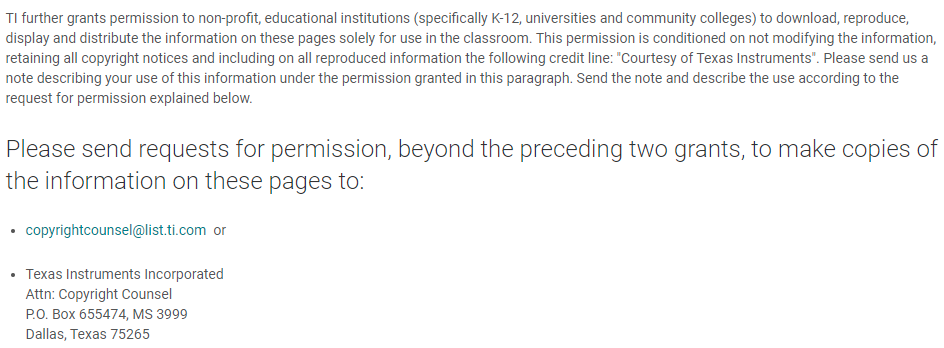 TI further grants permission to non-profit, educational institutions (specifically K-12, universities and community colleges) to download, reproduce,
display and distribute the information on these pages solely for use in the classroom. This permission is conditioned on not modifying the information,
retaining all copyright notices and including on all reproduced information the following credit line: "Courtesy of Texas Instruments". Please send us a
note describing your use of this information under the permission granted in this paragraph. Send the note and describe the use according to the
request for permission explained below.
Please send requests for permission, beyond the preceding two grants, to make copies of
the information on these pages to:
• copyrightcounsel@list.ti.com or
• Texas Instruments Incorporated
Attn: Copyright Counsel
P.O. Box 655474, MS 3999
Dallas, Texas 75265